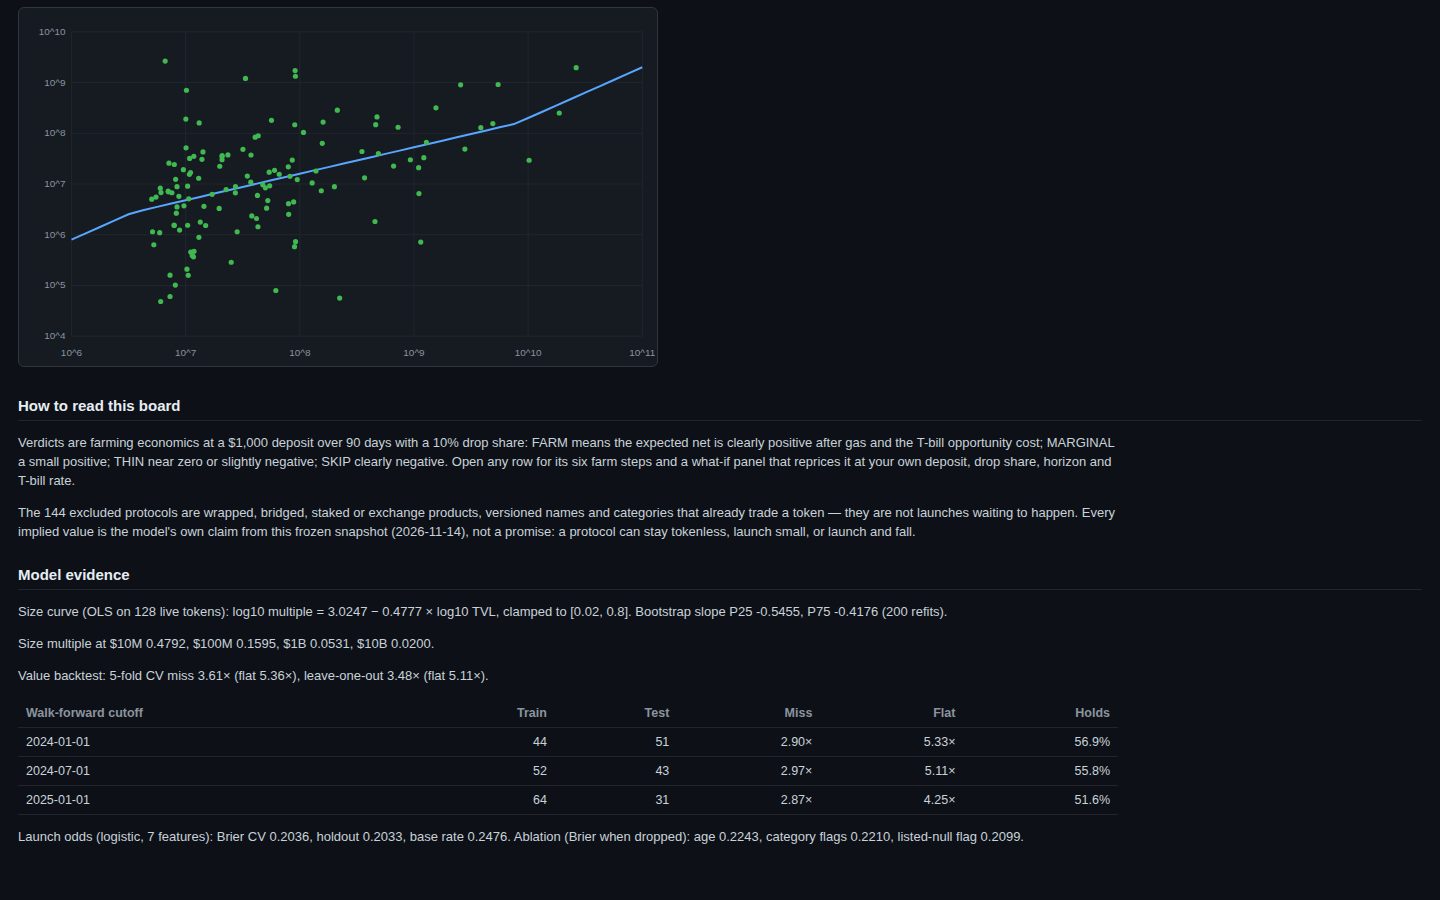 10^10
10^9
10^8
10^7
10^6
10^5
10^4
10^6 10^7 10^8 10^9 10^10 10^11
How to read this board
Verdicts are farming economics at a $1,000 deposit over 90 days with a 10% drop share: FARM means the expected net is clearly positive after gas and the T-bill opportunity cost; MARGINAL
a small positive; THIN near zero or slightly negative; SKIP clearly negative. Open any row for its six farm steps and a what-if panel that reprices it at your own deposit, drop share, horizon and
T-bill rate.
The 144 excluded protocols are wrapped, bridged, staked or exchange products, versioned names and categories that already trade a token — they are not launches waiting to happen. Every
implied value is the model's own claim from this frozen snapshot (2026-11-14), not a promise: a protocol can stay tokenless, launch small, or launch and fall.
Model evidence
Size curve (OLS on 128 live tokens): log10 multiple = 3.0247 − 0.4777 × log10 TVL, clamped to [0.02, 0.8]. Bootstrap slope P25 -0.5455, P75 -0.4176 (200 refits).
Size multiple at $10M 0.4792, $100M 0.1595, $1B 0.0531, $10B 0.0200.
Value backtest: 5-fold CV miss 3.61× (flat 5.36×), leave-one-out 3.48× (flat 5.11×).
Walk-forward cutoff Train Test Miss Flat Holds
2024-01-01 44 51 2.90× 5.33× 56.9%
2024-07-01 52 43 2.97× 5.11× 55.8%
2025-01-01 64 31 2.87× 4.25× 51.6%
Launch odds (logistic, 7 features): Brier CV 0.2036, holdout 0.2033, base rate 0.2476. Ablation (Brier when dropped): age 0.2243, category flags 0.2210, listed-null flag 0.2099.